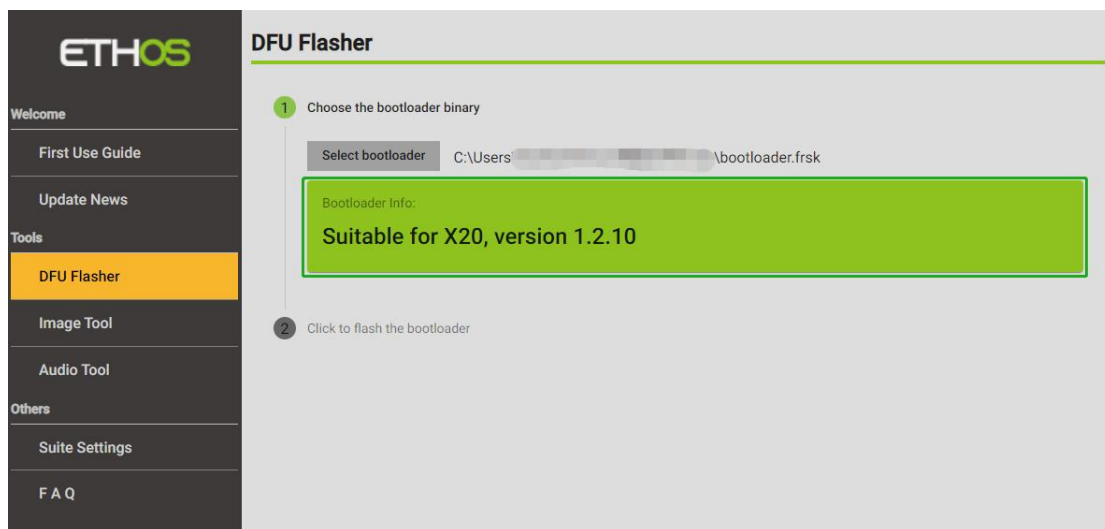 ETHOS
Welcome
First Use Guide
Update News
Tools
DFU Flasher
Image Tool
Audio Tool
Others
Suite Settings
F A Q
DFU Flasher
1 Choose the bootloader binary
Select bootloader C:\Users \bootloader.frsk
Bootloader Info:
Suitable for X20, version 1.2.10
2 Click to flash the bootloader